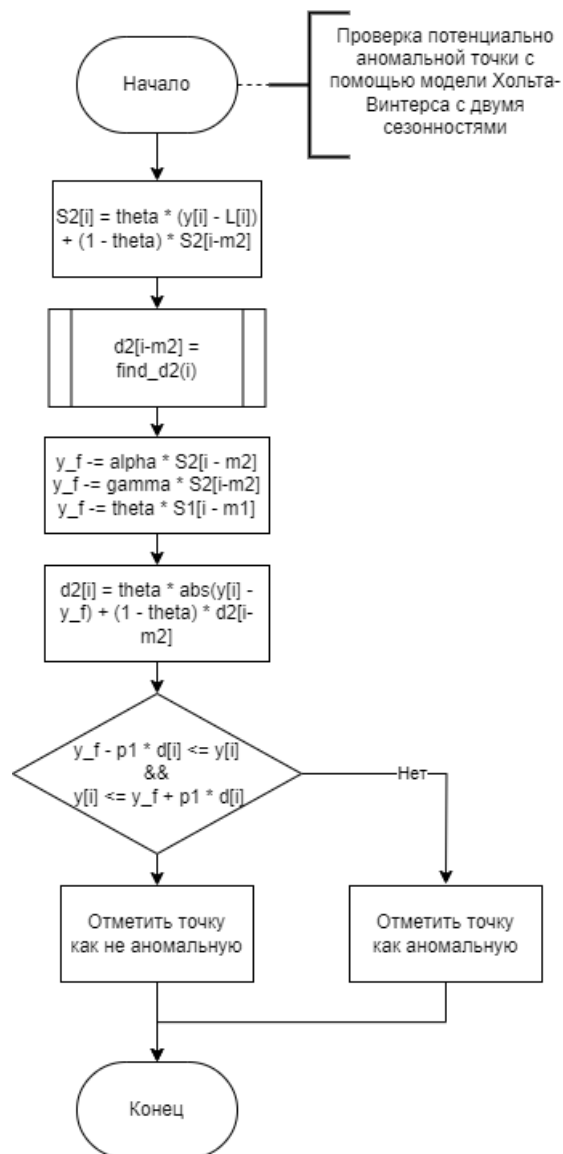 Начало
Проверка потенциально
аномальной точки с
помощью модели Хольта-
Винтерса с двумя
сезонностями
S2[i] = theta * (y[i] - L[i])
+ (1 - theta) * S2[i-m2]
d2[i-m2] =
find_d2(i)
y_f -= alpha * S2[i - m2]
y_f -= gamma * S2[i-m2]
y_f -= theta * S1[i - m1]
d2[i] = theta * abs(y[i] -
y_f) + (1 - theta) * d2[i-
m2]
y_f - p1 * d[i] <= y[i]
&&
y[i] <= y_f + p1 * d[i]
Нет
Отметить точку
как не аномальную
Отметить точку
как аномальную
Конец